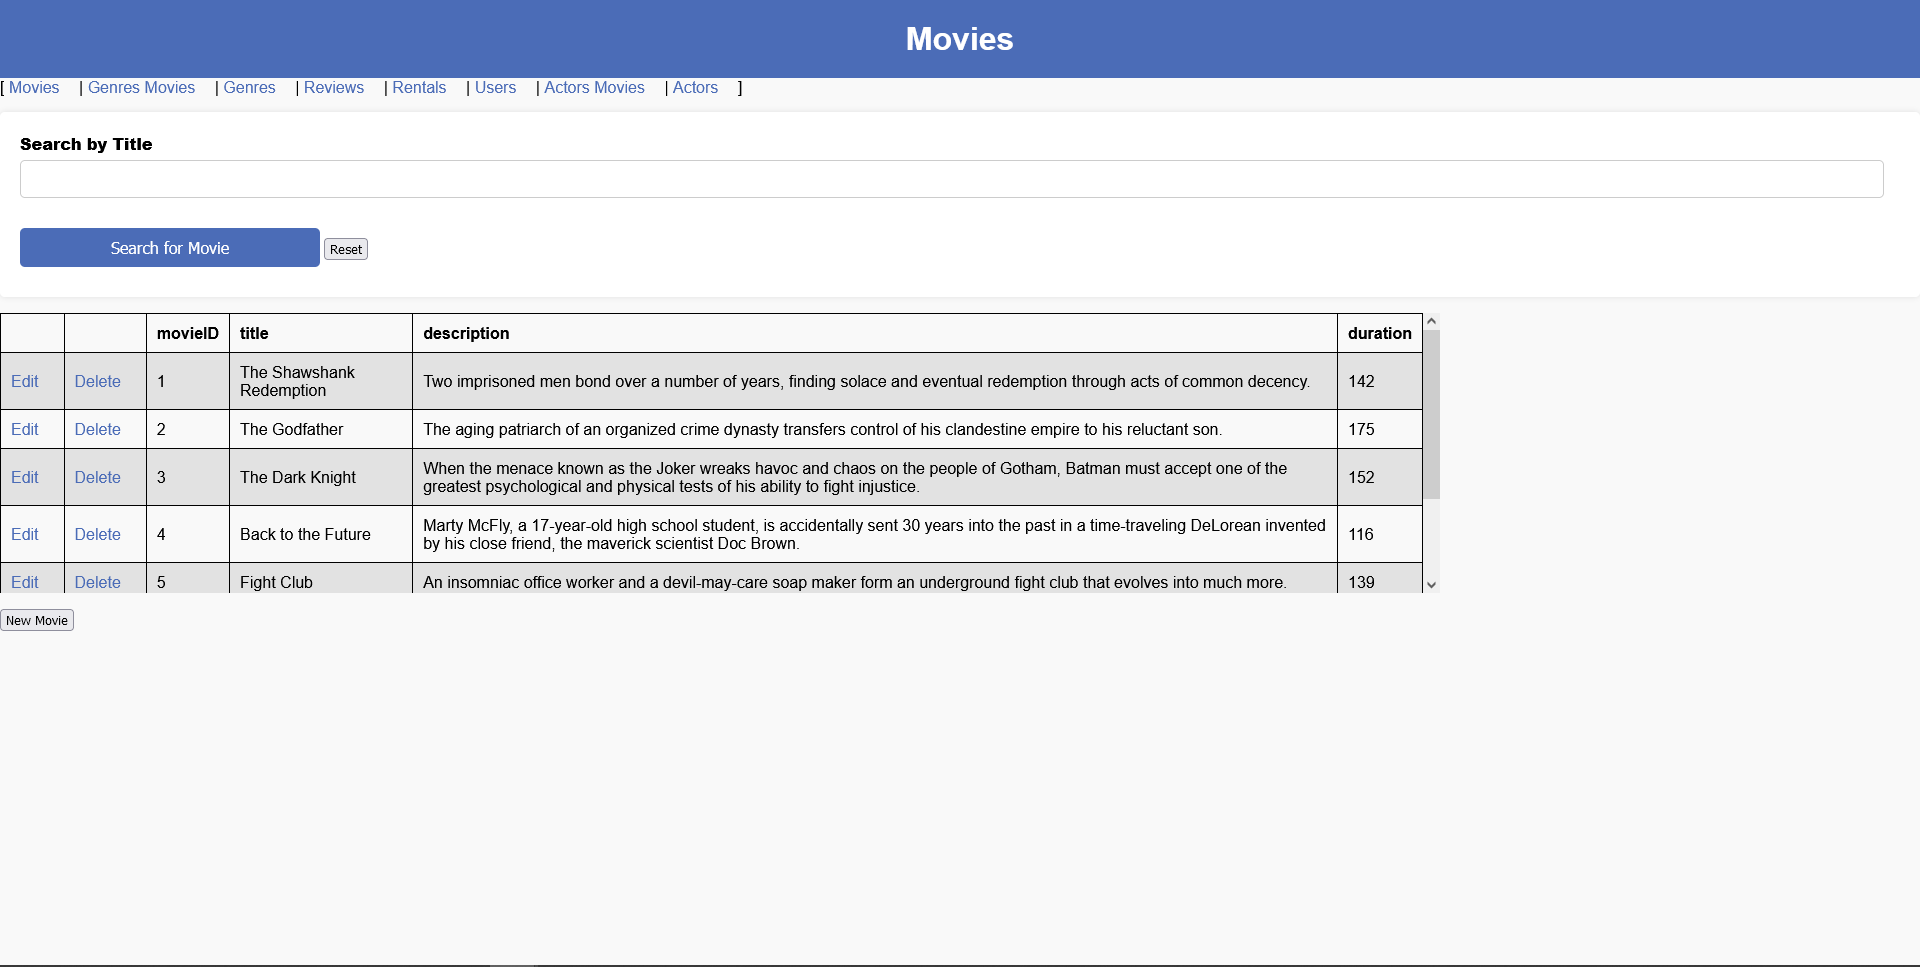 Movies
[ Movies | Genres Movies | Genres | Reviews | Rentals | Users | Actors Movies | Actors ]
Search by Title
Search for Movie Reset
movieID title description duration
Edit Delete 1 The Shawshank Redemption Two imprisoned men bond over a number of years, finding solace and eventual redemption through acts of common decency. 142
Edit Delete 2 The Godfather The aging patriarch of an organized crime dynasty transfers control of his clandestine empire to his reluctant son. 175
Edit Delete 3 The Dark Knight When the menace known as the Joker wreaks havoc and chaos on the people of Gotham, Batman must accept one of the
greatest psychological and physical tests of his ability to fight injustice. 152
Edit Delete 4 Back to the Future Marty McFly, a 17-year-old high school student, is accidentally sent 30 years into the past in a time-traveling DeLorean invented
by his close friend, the maverick scientist Doc Brown. 116
Edit Delete 5 Fight Club An insomniac office worker and a devil-may-care soap maker form an underground fight club that evolves into much more. 139
New Movie